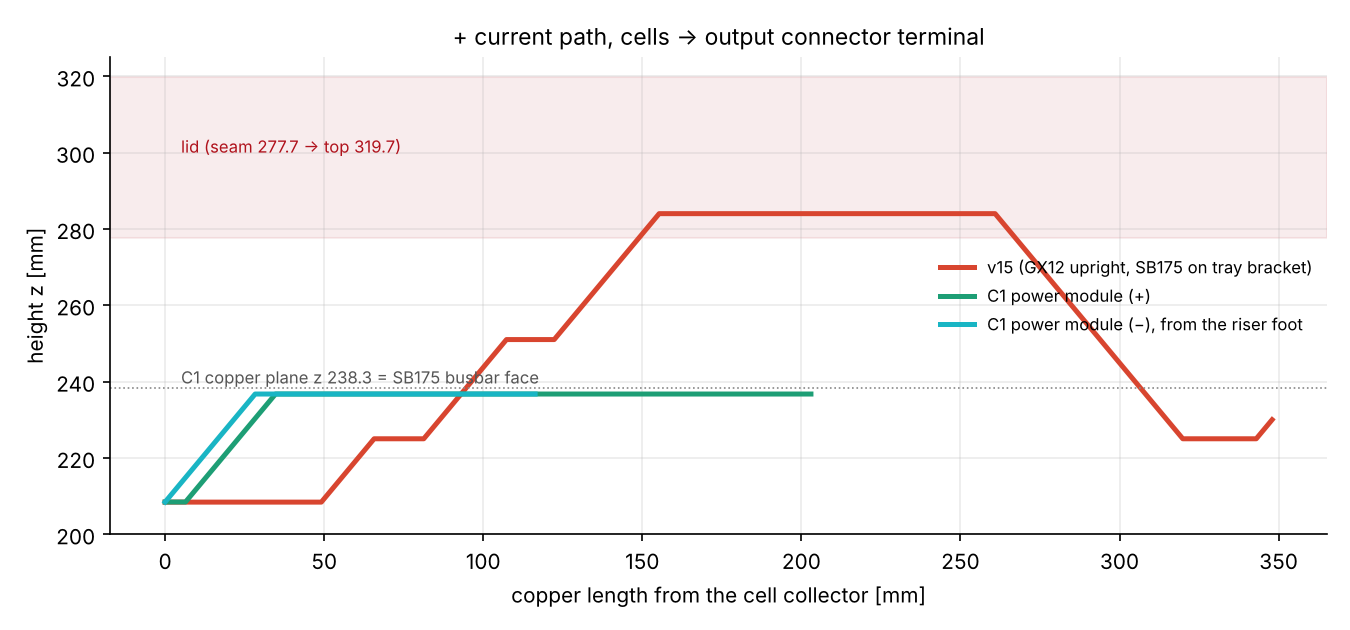 + current path, cells → output connector terminal
320
300
280
260
240
220
200
height z [mm]
lid (seam 277.7 → top 319.7)
v15 (GX12 upright, SB175 on tray bracket)
C1 power module (+)
C1 power module (−), from the riser foot
C1 copper plane z 238.3 = SB175 busbar face
0 50 100 150 200 250 300 350
copper length from the cell collector [mm]